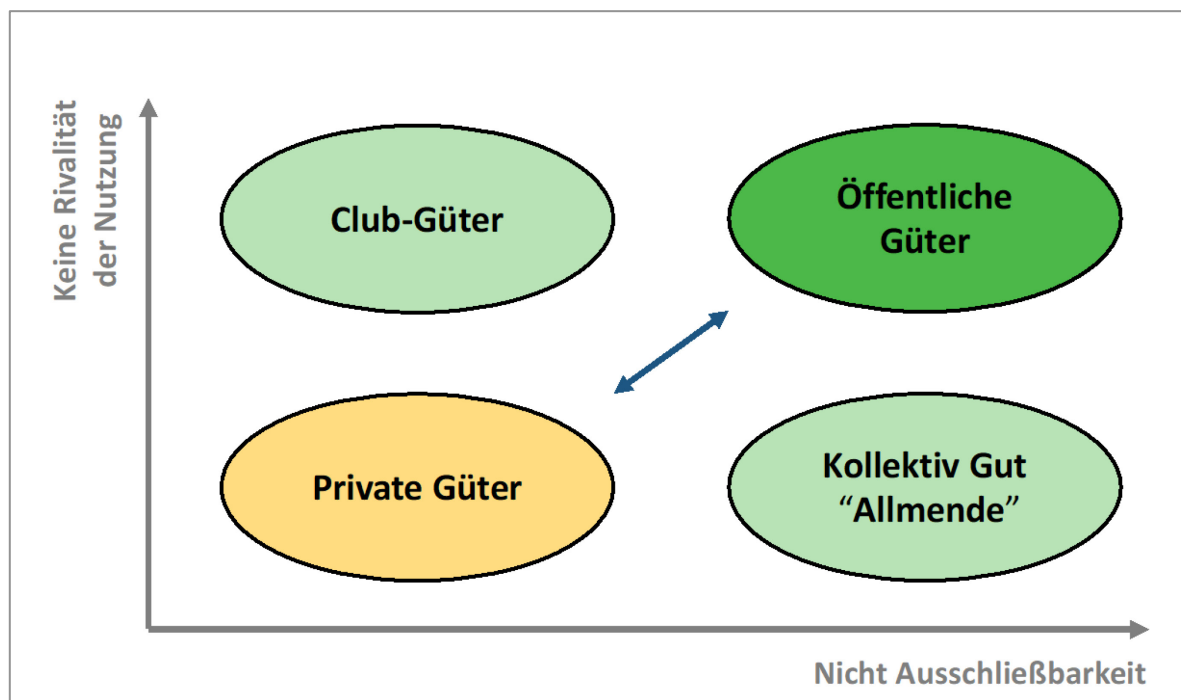 Keine Rivalität
der Nutzung
Club-Güter
Öffentliche
Güter
Private Güter
Kollektiv Gut
“Allmende”
Nicht Ausschließbarkeit